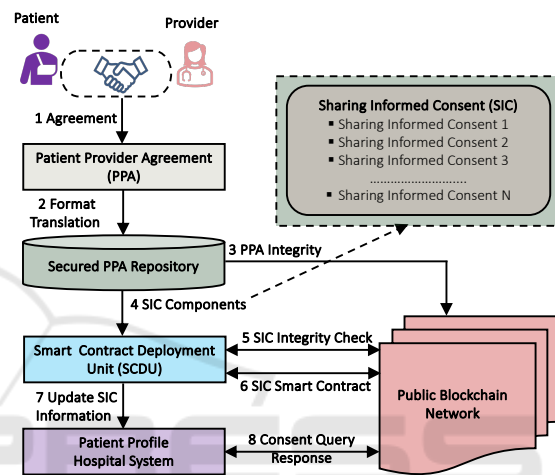 Patient
Provider
1 Agreement
Patient Provider Agreement
(PPA)
2 Format
Translation
Secured PPA Repository
3 PPA Integrity
4 SIC Components
Sharing Informed Consent (SIC)
▪ Sharing Informed Consent 1
▪ Sharing Informed Consent 2
▪ Sharing Informed Consent 3
............................
▪ Sharing Informed Consent N
Smart Contract Deployment
Unit (SCDU)
5 SIC Integrity Check
6 SIC Smart Contract
Public Blockchain
Network
7 Update SIC
Information
Patient Profile
Hospital System
8 Consent Query
Response